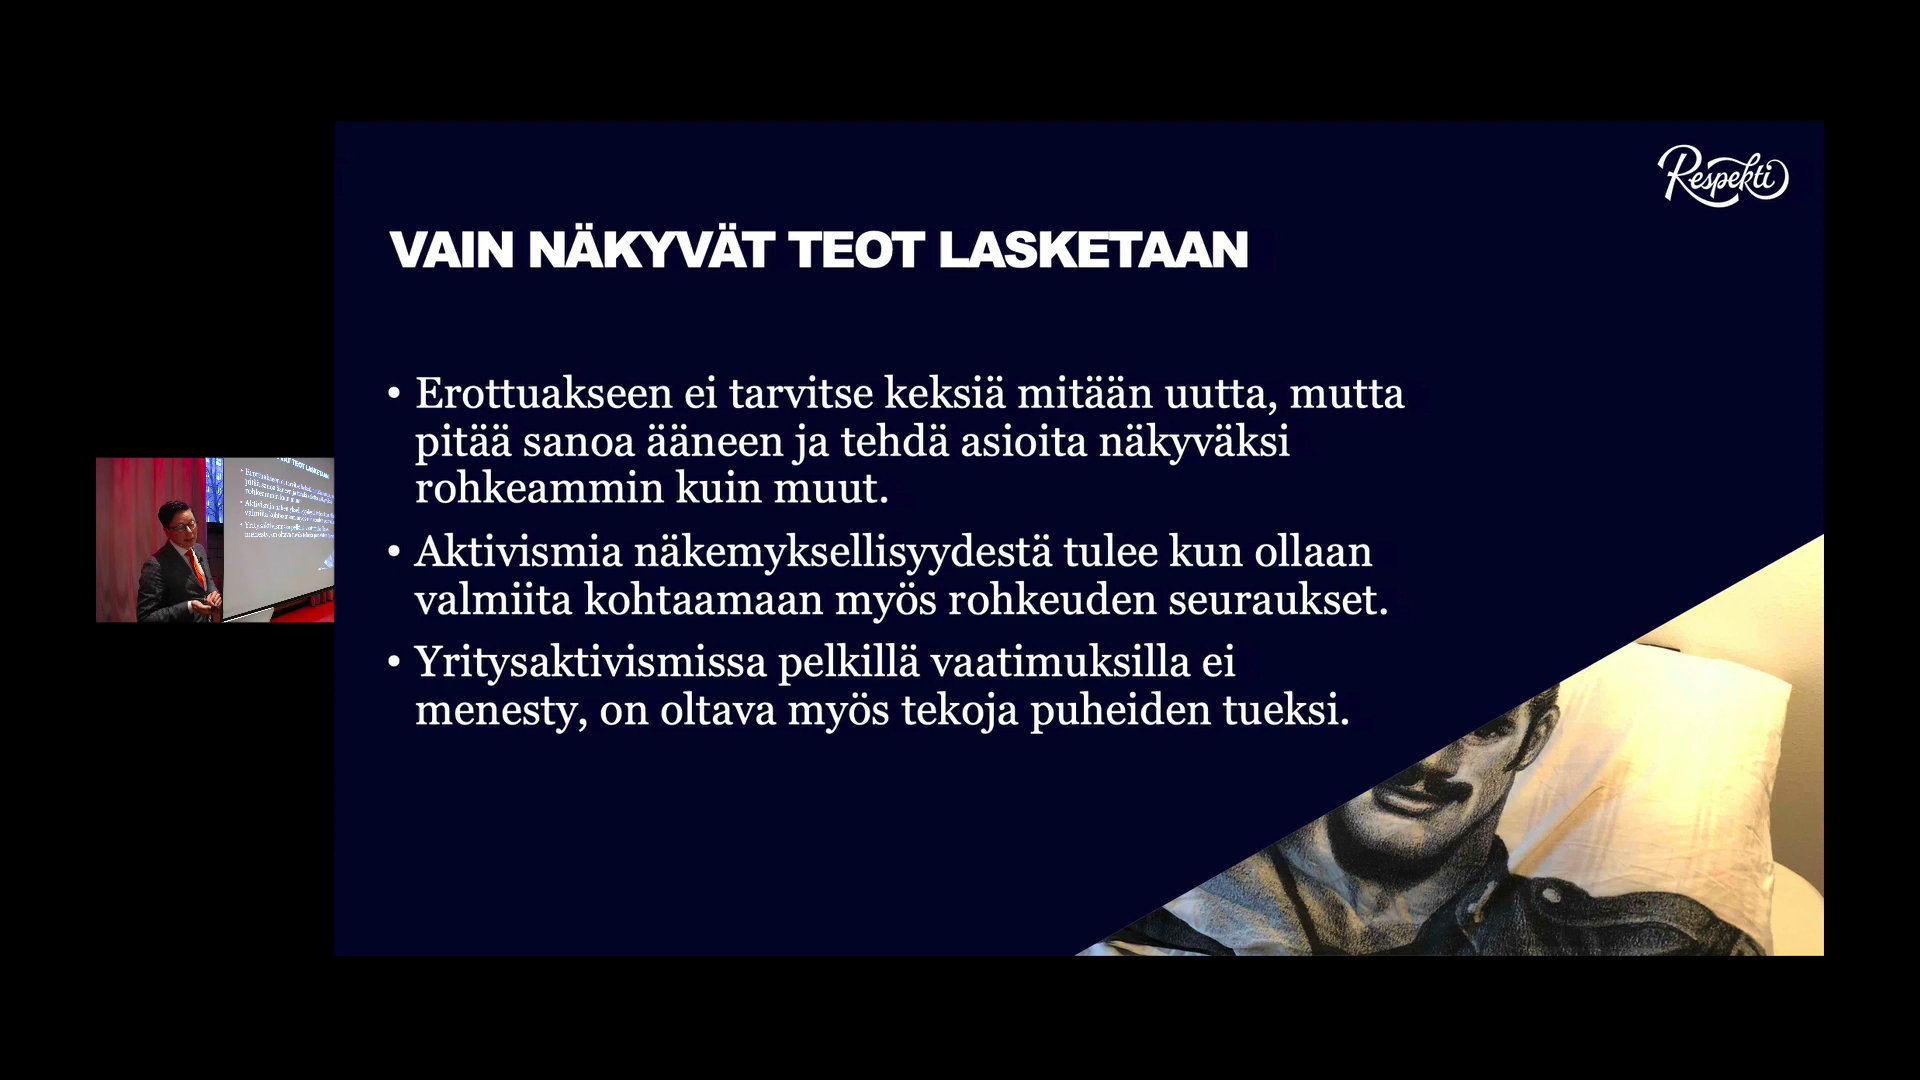 Respekti
VAIN NÄKYVÄT TEOT LASKETAAN
• Erottuakseen ei tarvitse keksiä mitään uutta, mutta
pitää sanoa ääneen ja tehdä asioita näkyväksi
rohkeammin kuin muut.
• Aktivismia näkemyksellisyydestä tulee kun ollaan
valmiita kohtaamaan myös rohkeuden seuraukset.
• Yritysaktivismissa pelkillä vaatimuksilla ei
menesty, on oltava myös tekoja puheiden tueksi.